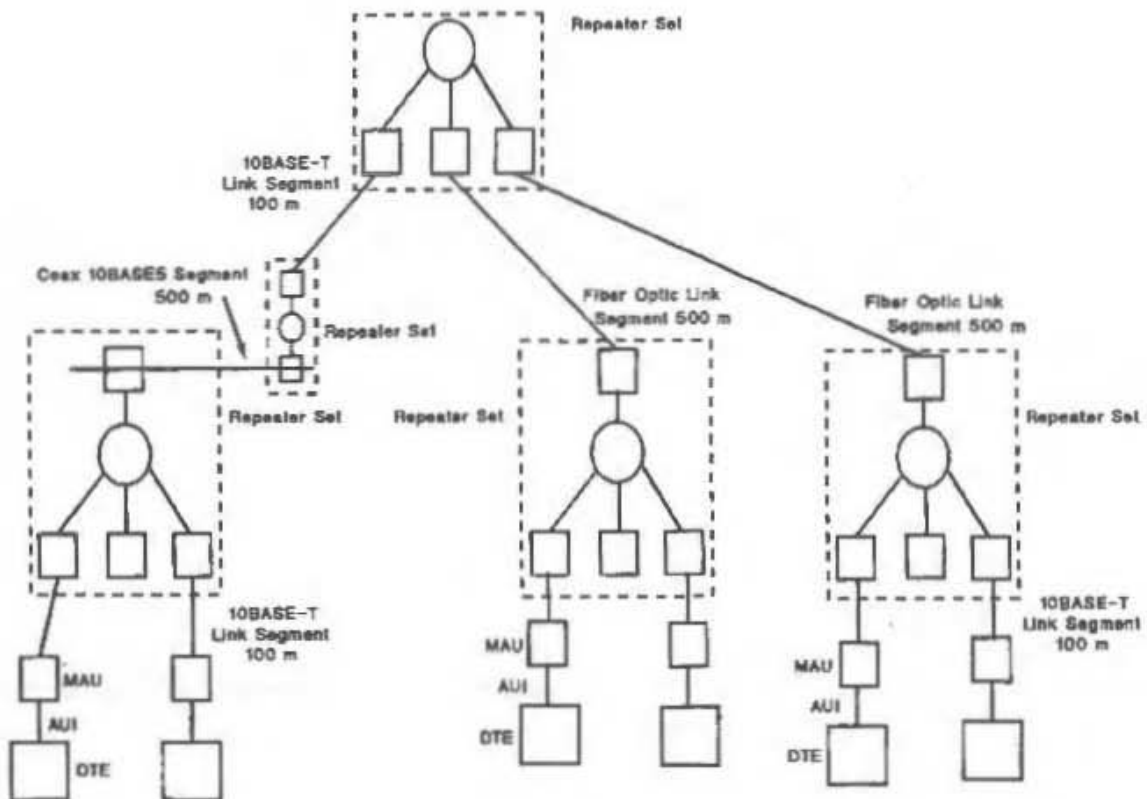 Repeater Set
10BASE-T
Link Segment
100 m
Coax 10BASE5 Segment
500 m
Repeater Set
Fiber Optic Link
Segment 500 m
Fiber Optic Link
Segment 500 m
Repeater Set
Repeater Set
Repeater Set
10BASE-T
Link Segment
100 m
10BASE-T
Link Segment
100 m
MAU
AUI
DTE
MAU
AUI
DTE
MAU
AUI
DTE